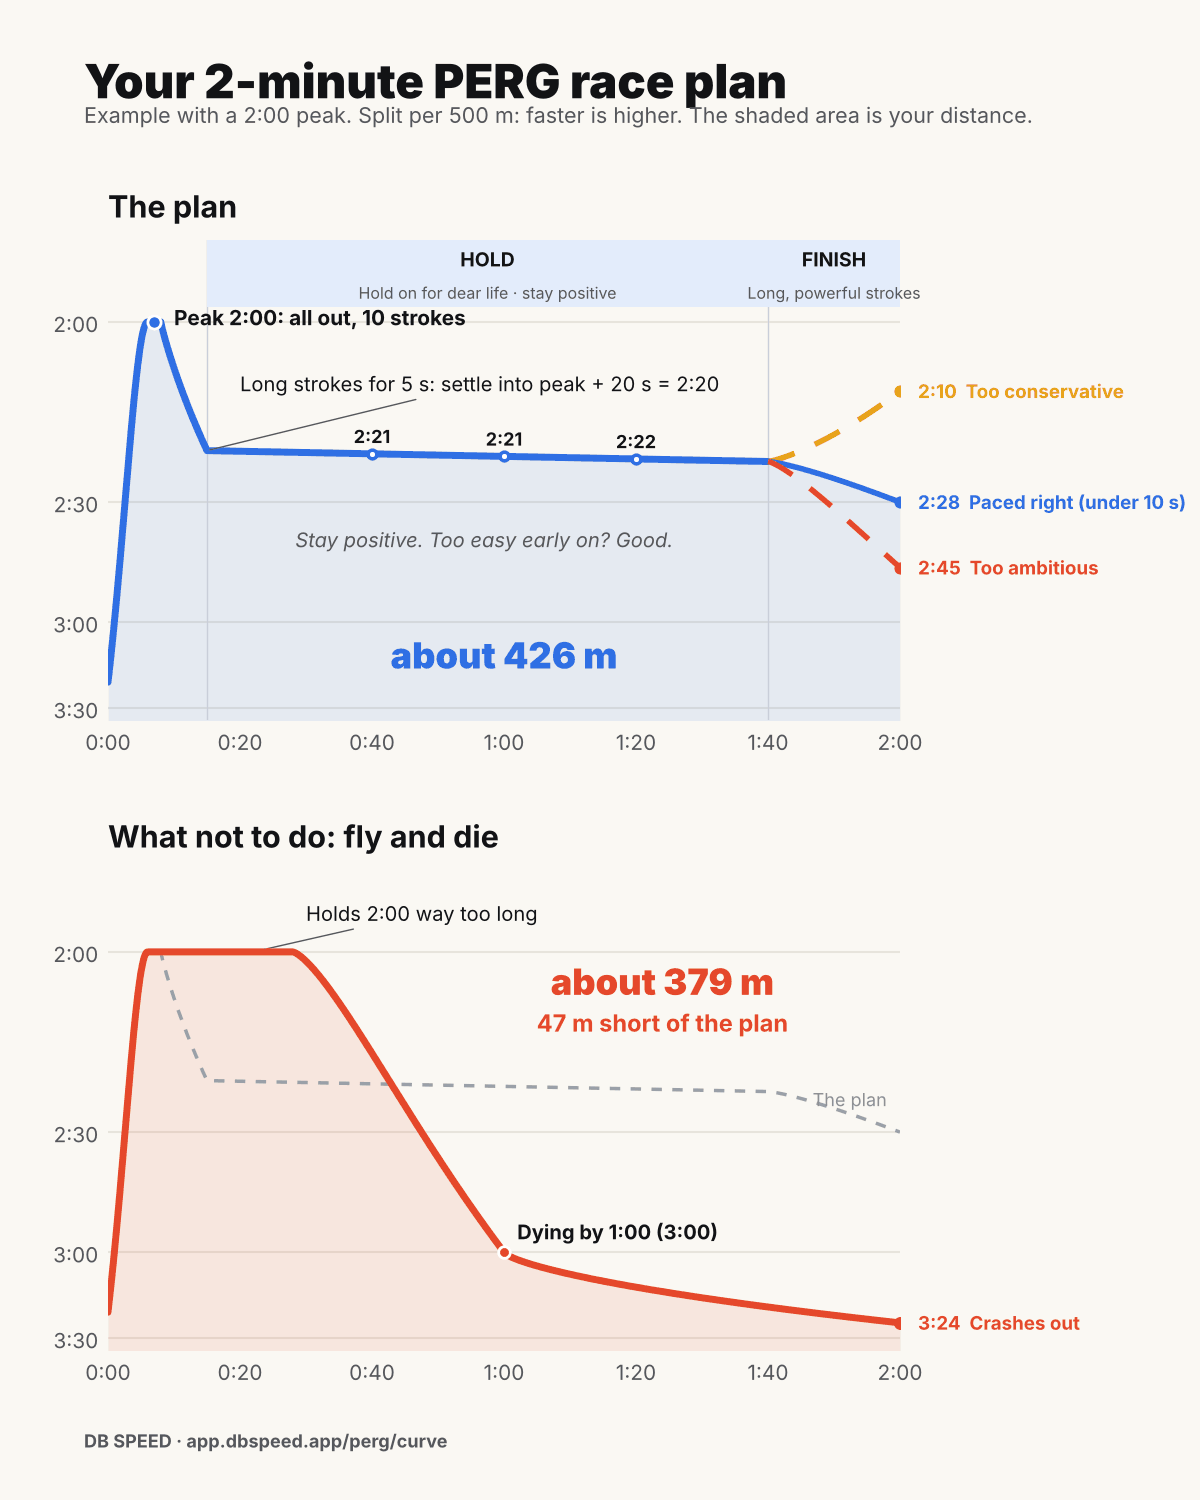 Your 2-minute PERG race plan
Example with a 2:00 peak. Split per 500 m: faster is higher. The shaded area is your distance.
The plan
HOLD
FINISH
Hold on for dear life · stay positive
Long, powerful strokes
2:00
Peak 2:00: all out, 10 strokes
Long strokes for 5 s: settle into peak + 20 s = 2:20
2:10 Too conservative
2:21
2:21
2:22
2:30
2:28 Paced right (under 10 s)
Stay positive. Too easy early on? Good.
2:45 Too ambitious
3:00
about 426 m
3:30
0:00
0:20
0:40
1:00
1:20
1:40
2:00
What not to do: fly and die
Holds 2:00 way too long
2:00
about 379 m
47 m short of the plan
The plan
2:30
Dying by 1:00 (3:00)
3:00
3:24 Crashes out
3:30
0:00
0:20
0:40
1:00
1:20
1:40
2:00
DB SPEED · app.dbspeed.app/perg/curve